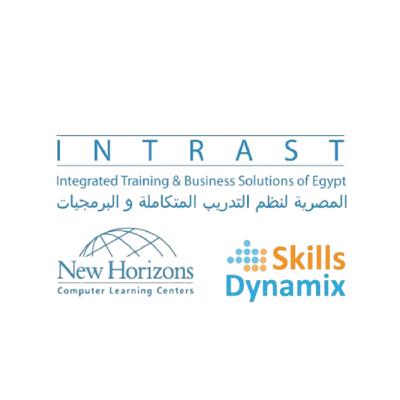 INTRAST
Integrated Training & Business Solutions of Egypt
المصرية لنظم التدريب المتكاملة و البرمجيات
New Horizons
Computer Learning Centers
Skills
Dynamix